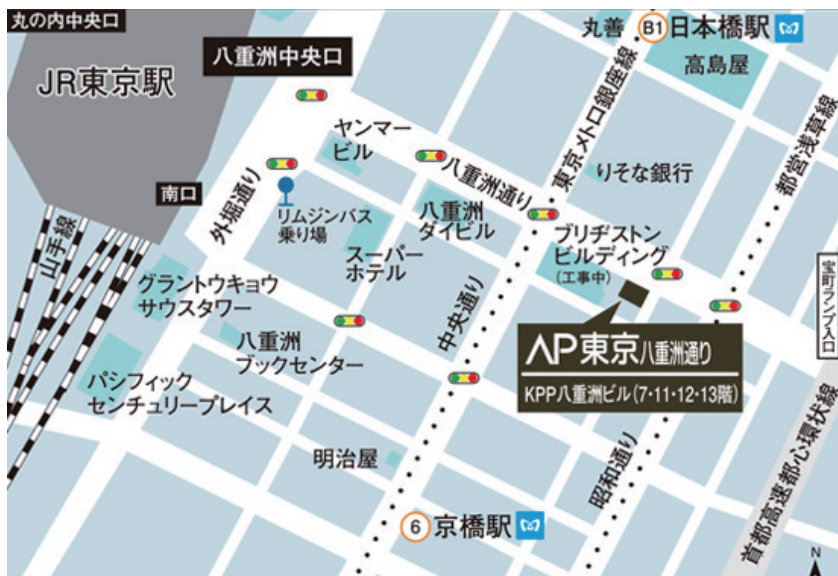 丸の内中央口
JR東京駅
八重洲中央口
丸善
B1
日本橋駅
高島屋
東京メトロ銀座線
都営浅草線
ヤンマー
ビル
八重洲通り
りそな銀行
南口
外堀通り
リムジンバス
乗り場
八重洲
ダイビル
スーパー
ホテル
ブリヂストン
ビルディング
(工事中)
山手線
グラントウキョウ
サウスタワー
中央通り
宝町ランプ入口
八重洲
ブックセンター
AP東京八重洲通り
KPP八重洲ビル(7・11・12・13階)
パシフィック
センチュリープレイス
明治屋
昭和通り
首都高速都心環状線
6
京橋駅
N